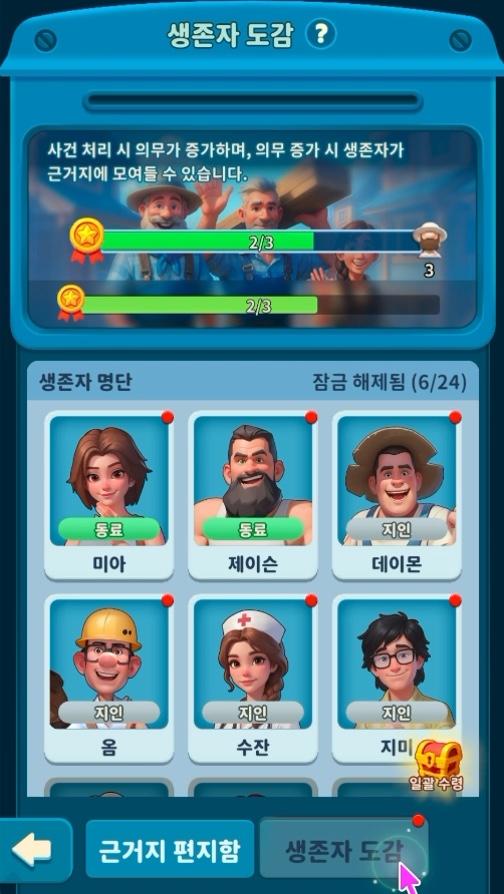 생존자 도감 ?
사건 처리 시 의무가 증가하며, 의무 증가 시 생존자가
근거지에 모여들 수 있습니다.
2/3
3
2/3
생존자 명단 잠금 해제됨 (6/24)
동료 동료 지인
미아 제이슨 데이몬
지인 지인 지인
옴 수잔 지미
일괄 수령
근거지 편지함 생존자 도감